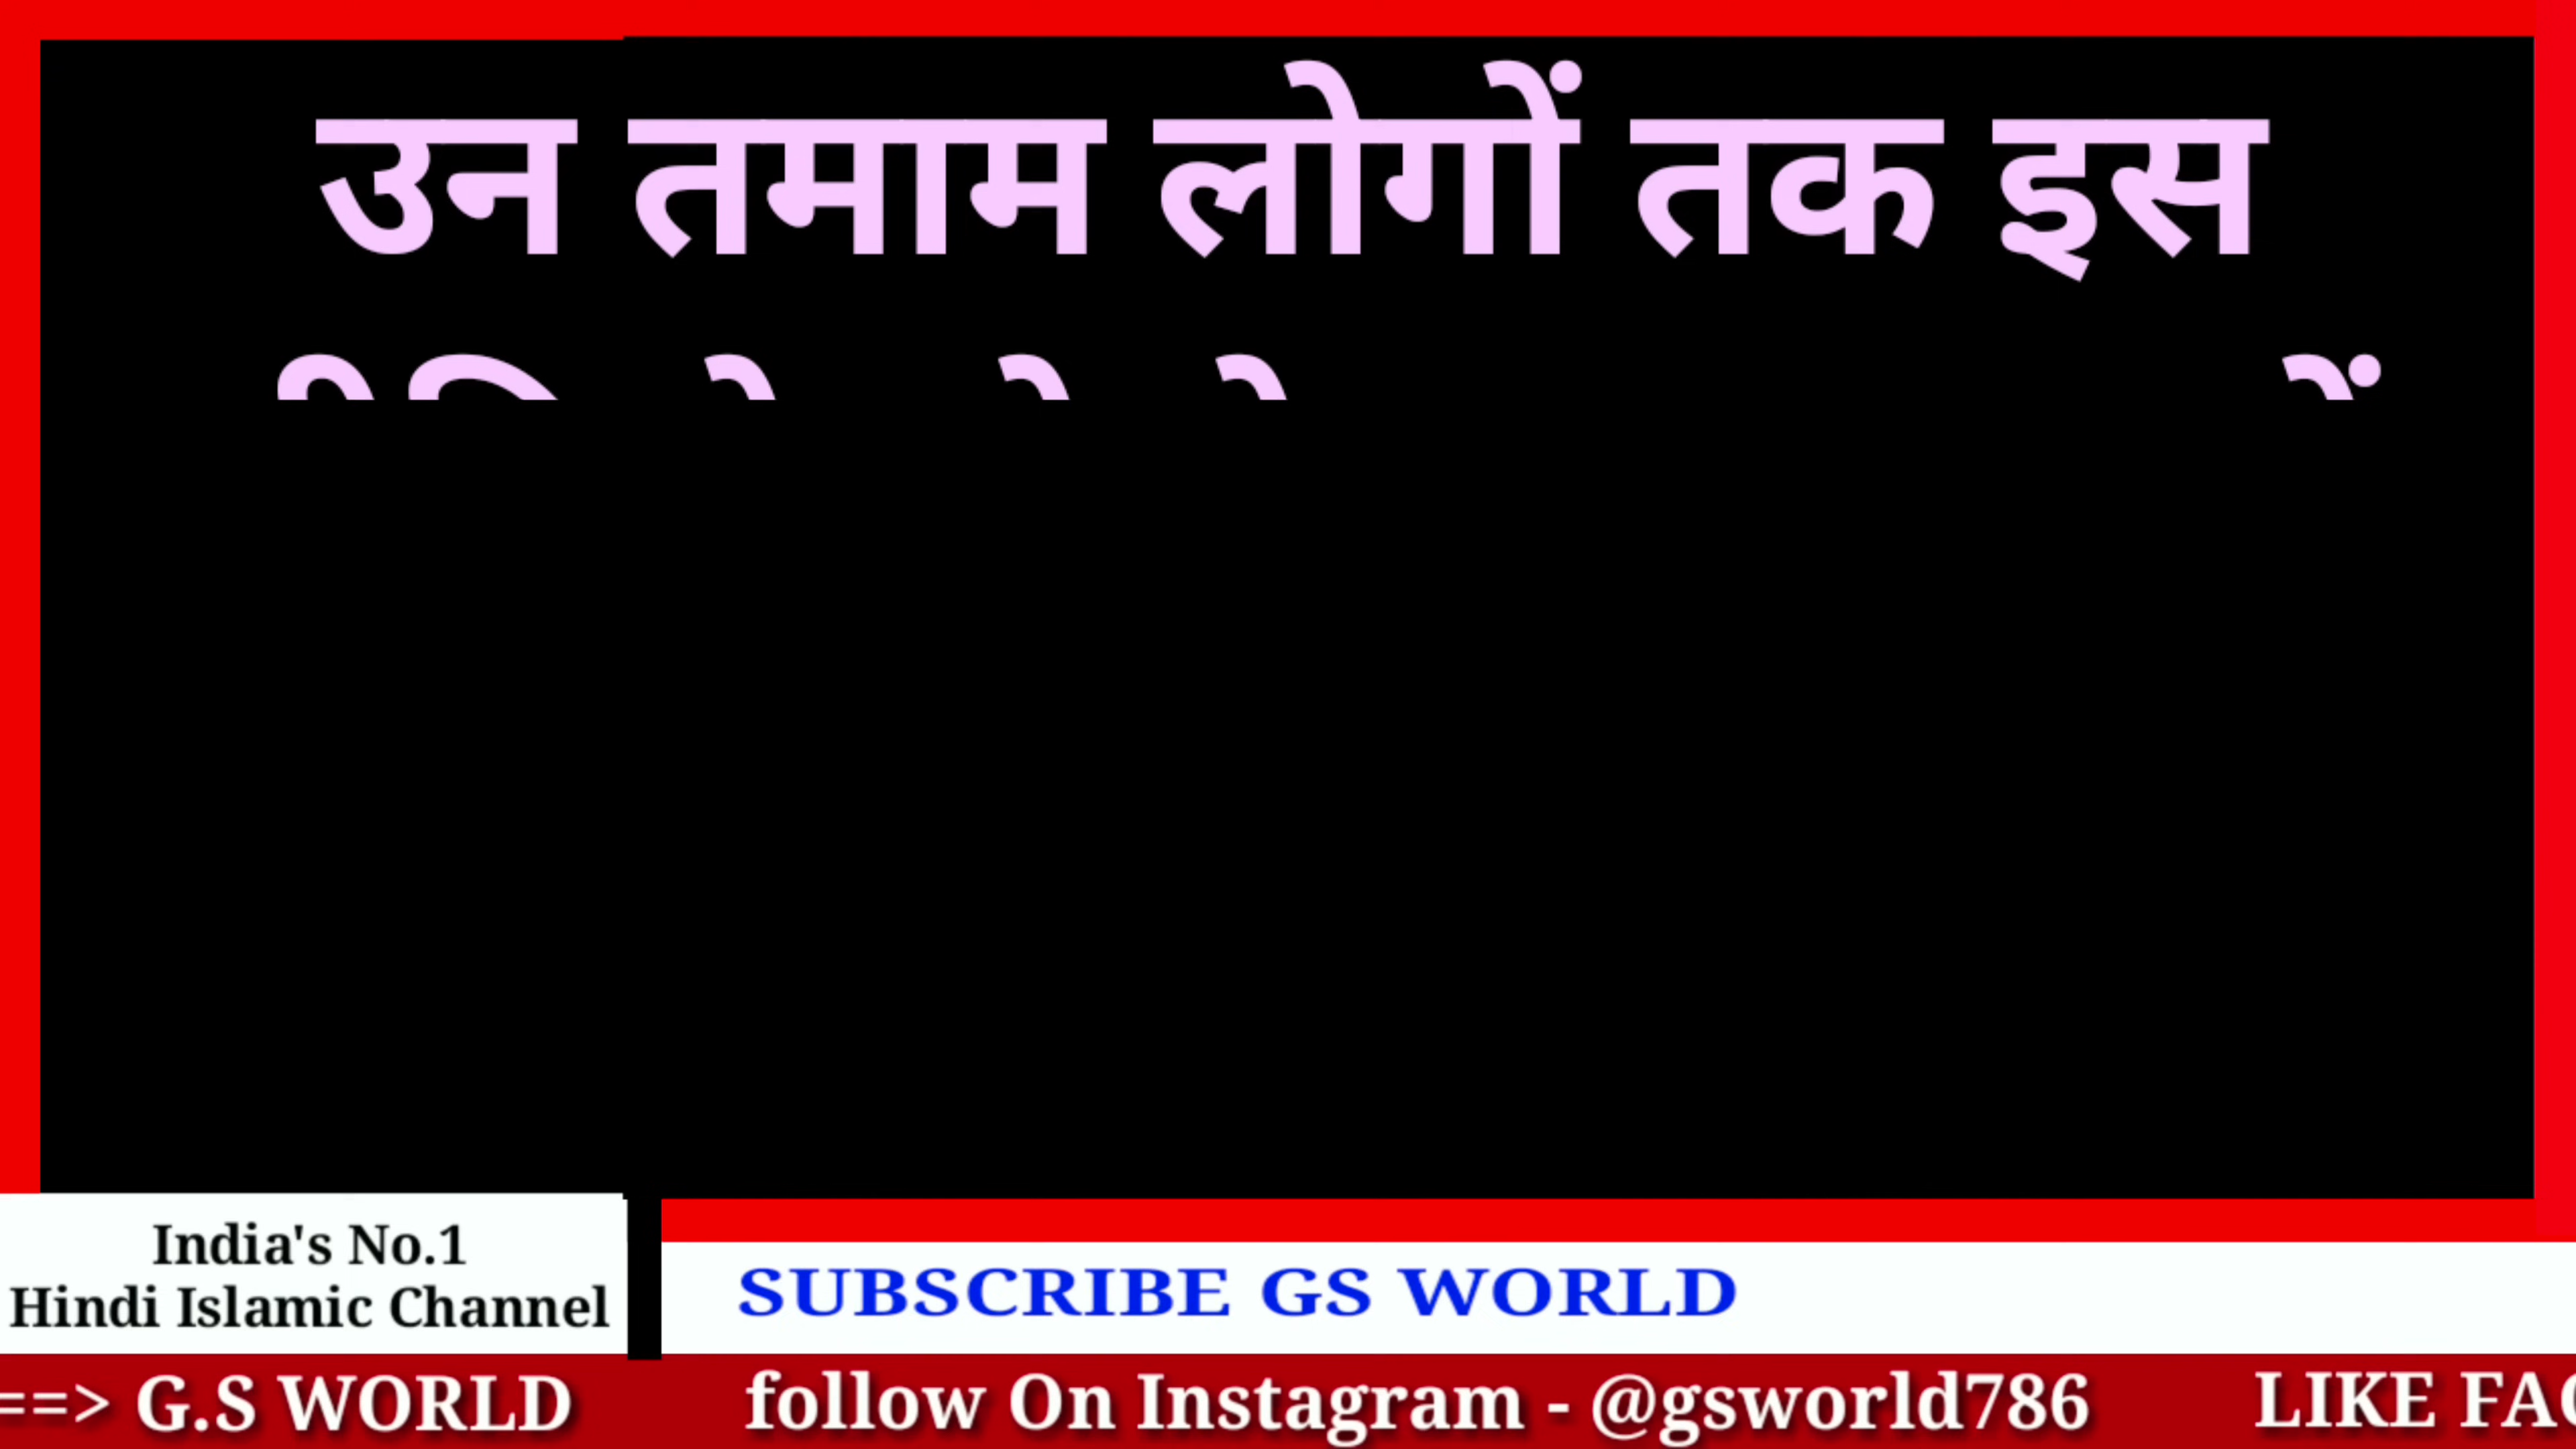 उन तमाम लोगों तक इस
India's No.1
Hindi Islamic Channel
SUBSCRIBE GS WORLD
==> G.S WORLD follow On Instagram - @gsworld786 LIKE